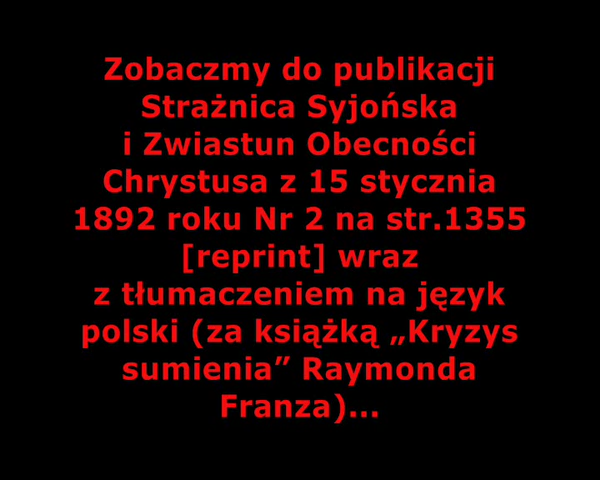 Zobaczmy do publikacji
Strażnica Syjońska
i Zwiastun Obecności
Chrystusa z 15 stycznia
1892 roku Nr 2 na str.1355
[reprint] wraz
z tłumaczeniem na język
polski (za książką „Kryzys
sumienia” Raymonda
Franza)...